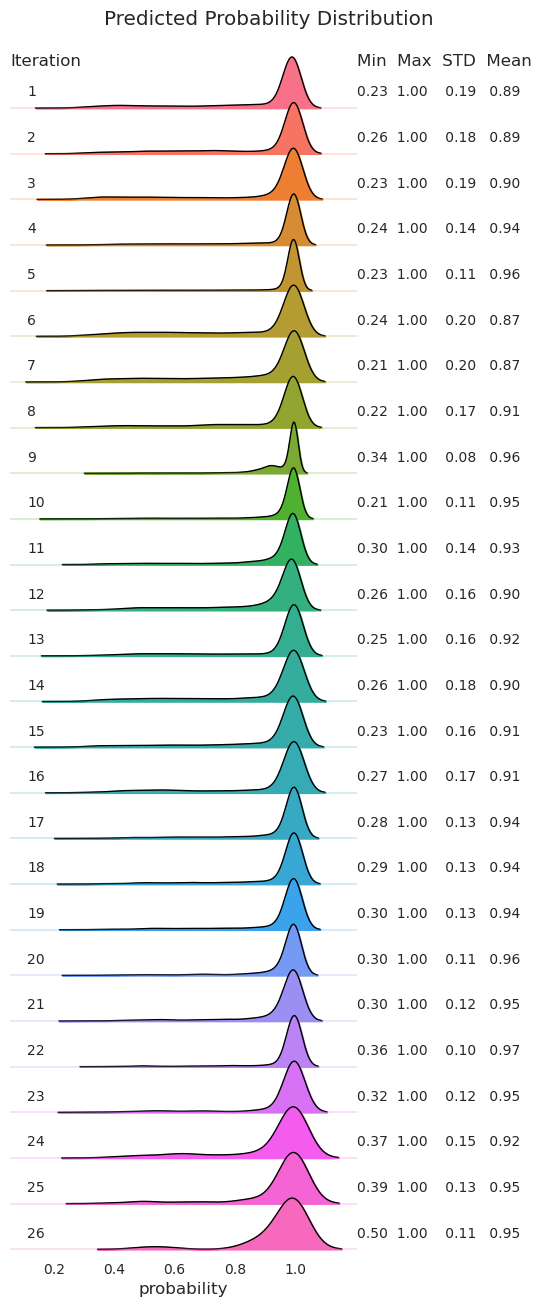 Predicted Probability Distribution
Iteration Min Max STD Mean
1 0.23 1.00 0.19 0.89
2 0.26 1.00 0.18 0.89
3 0.23 1.00 0.19 0.90
4 0.24 1.00 0.14 0.94
5 0.23 1.00 0.11 0.96
6 0.24 1.00 0.20 0.87
7 0.21 1.00 0.20 0.87
8 0.22 1.00 0.17 0.91
9 0.34 1.00 0.08 0.96
10 0.21 1.00 0.11 0.95
11 0.30 1.00 0.14 0.93
12 0.26 1.00 0.16 0.90
13 0.25 1.00 0.16 0.92
14 0.26 1.00 0.18 0.90
15 0.23 1.00 0.16 0.91
16 0.27 1.00 0.17 0.91
17 0.28 1.00 0.13 0.94
18 0.29 1.00 0.13 0.94
19 0.30 1.00 0.13 0.94
20 0.30 1.00 0.11 0.96
21 0.30 1.00 0.12 0.95
22 0.36 1.00 0.10 0.97
23 0.32 1.00 0.12 0.95
24 0.37 1.00 0.15 0.92
25 0.39 1.00 0.13 0.95
26 0.50 1.00 0.11 0.95
0.2 0.4 0.6 0.8 1.0
probability